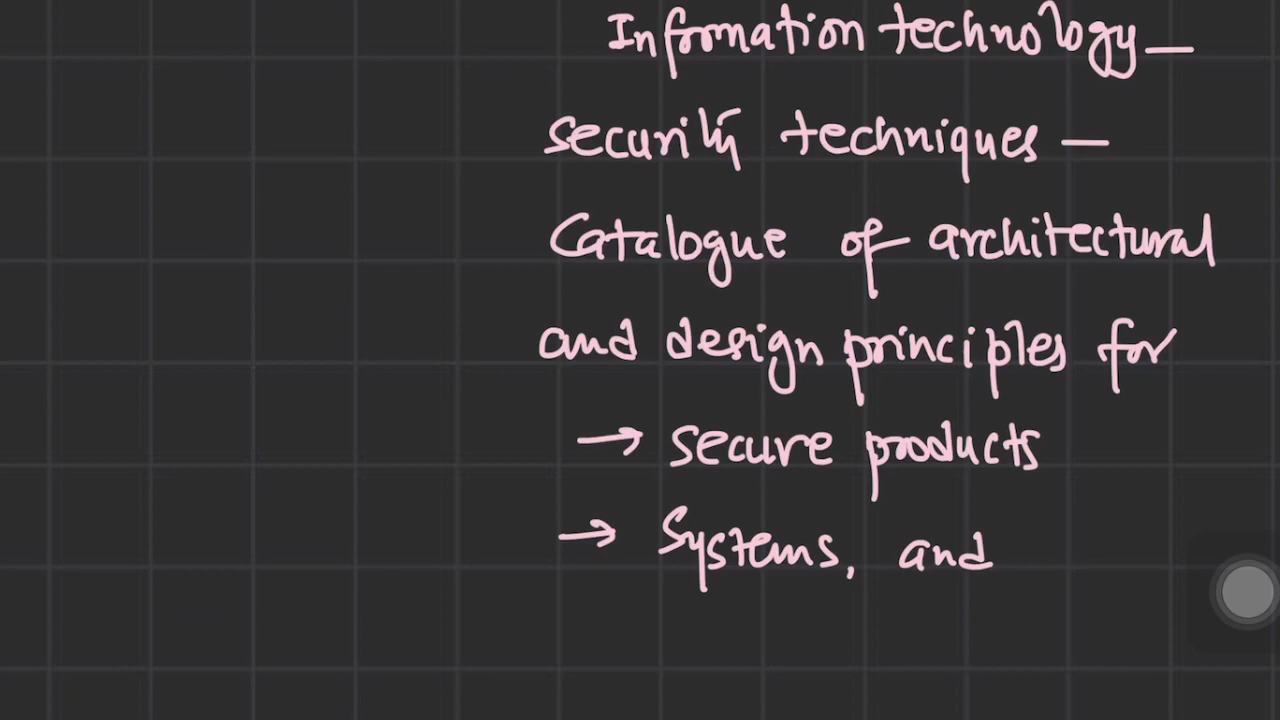 Information technology—
security techniques —
Catalogue of architectural
and design principles for
→ secure products
→ Systems, and